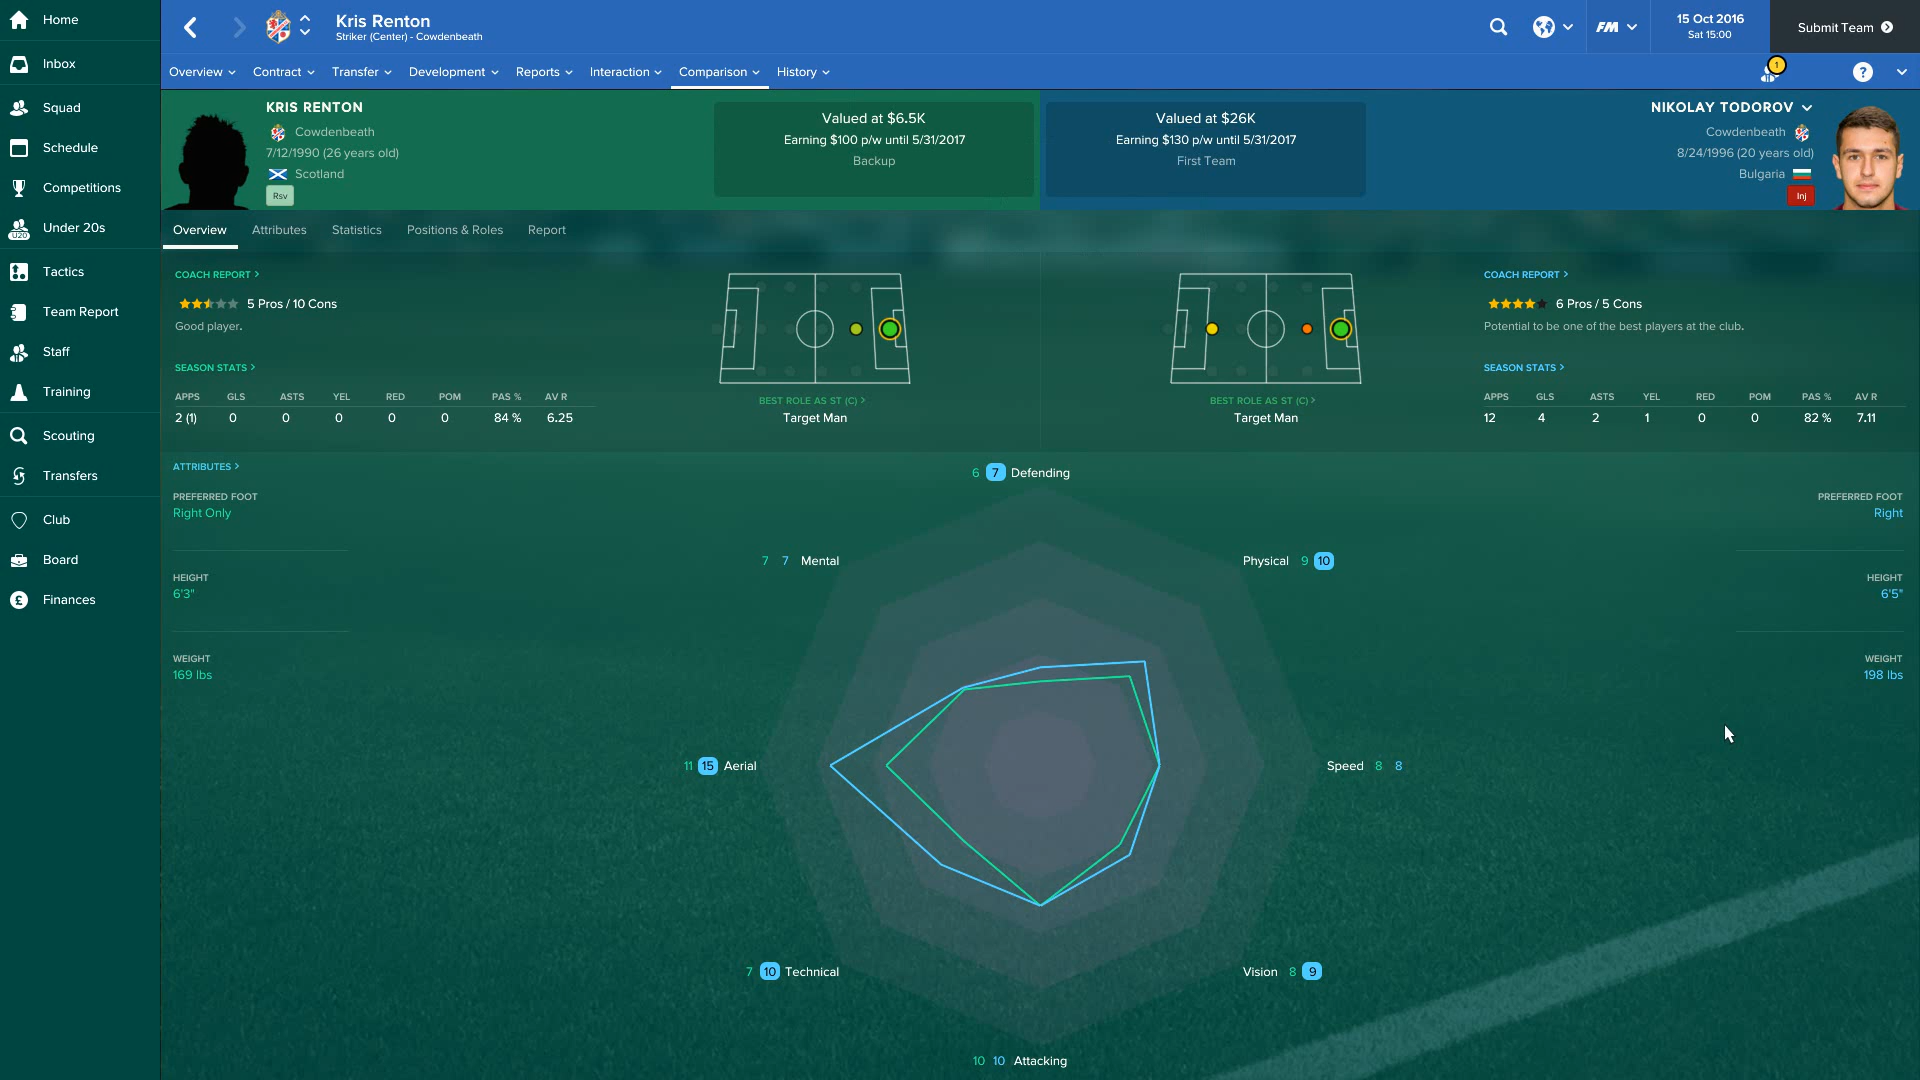 Home
Inbox
Squad
Schedule
Competitions
U20
Under 20s
Tactics
Team Report
Staff
Training
Scouting
Transfers
Club
Board
£
Finances
Kris Renton
Striker (Center) - Cowdenbeath
FM
15 Oct 2016
Sat 15:00
Submit Team
Overview Contract Transfer Development Reports Interaction Comparison History
1
?
KRIS RENTON
Cowdenbeath
7/12/1990 (26 years old)
Scotland
Rsv
Valued at $6.5K
Earning $100 p/w until 5/31/2017
Backup
Valued at $26K
Earning $130 p/w until 5/31/2017
First Team
NIKOLAY TODOROV
Cowdenbeath
8/24/1996 (20 years old)
Bulgaria
Inj
Overview Attributes Statistics Positions & Roles Report
COACH REPORT >
5 Pros / 10 Cons
Good player.
SEASON STATS >
APPS GLS ASTS YEL RED POM PAS % AV R
2 (1) 0 0 0 0 0 84 % 6.25
BEST ROLE AS ST (C) >
Target Man
BEST ROLE AS ST (C) >
Target Man
COACH REPORT >
6 Pros / 5 Cons
Potential to be one of the best players at the club.
SEASON STATS >
APPS GLS ASTS YEL RED POM PAS % AV R
12 4 2 1 0 0 82 % 7.11
ATTRIBUTES >
PREFERRED FOOT
Right Only
HEIGHT
6'3"
WEIGHT
169 lbs
6 7 Defending
7 7 Mental
Physical 9 10
11 15 Aerial
Speed 8 8
7 10 Technical
Vision 8 9
10 10 Attacking
PREFERRED FOOT
Right
HEIGHT
6'5"
WEIGHT
198 lbs